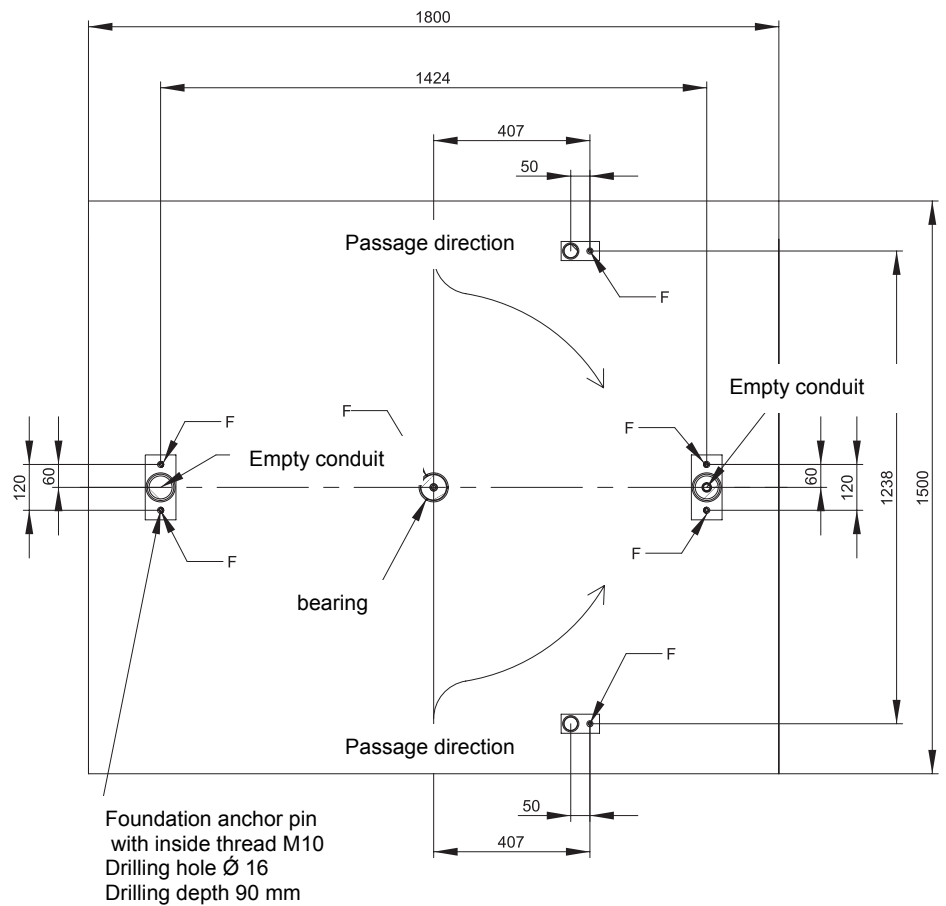 1800
1424
407
50
Passage direction
F
Empty conduit
F
F
F
Empty conduit
120
60
60
120
1238
1500
F
F
bearing
F
Passage direction
50
407
Foundation anchor pin
with inside thread M10
Drilling hole Ø 16
Drilling depth 90 mm